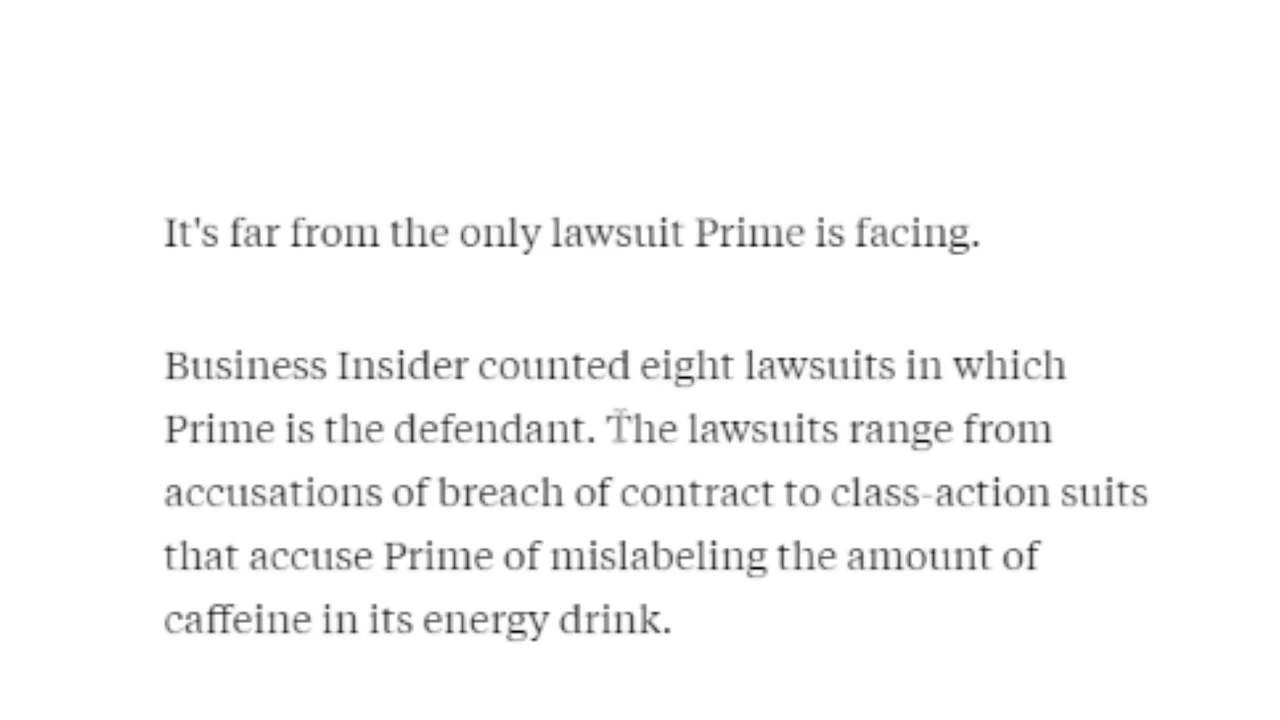 It's far from the only lawsuit Prime is facing.
Business Insider counted eight lawsuits in which
Prime is the defendant. The lawsuits range from
accusations of breach of contract to class-action suits
that accuse Prime of mislabeling the amount of
caffeine in its energy drink.